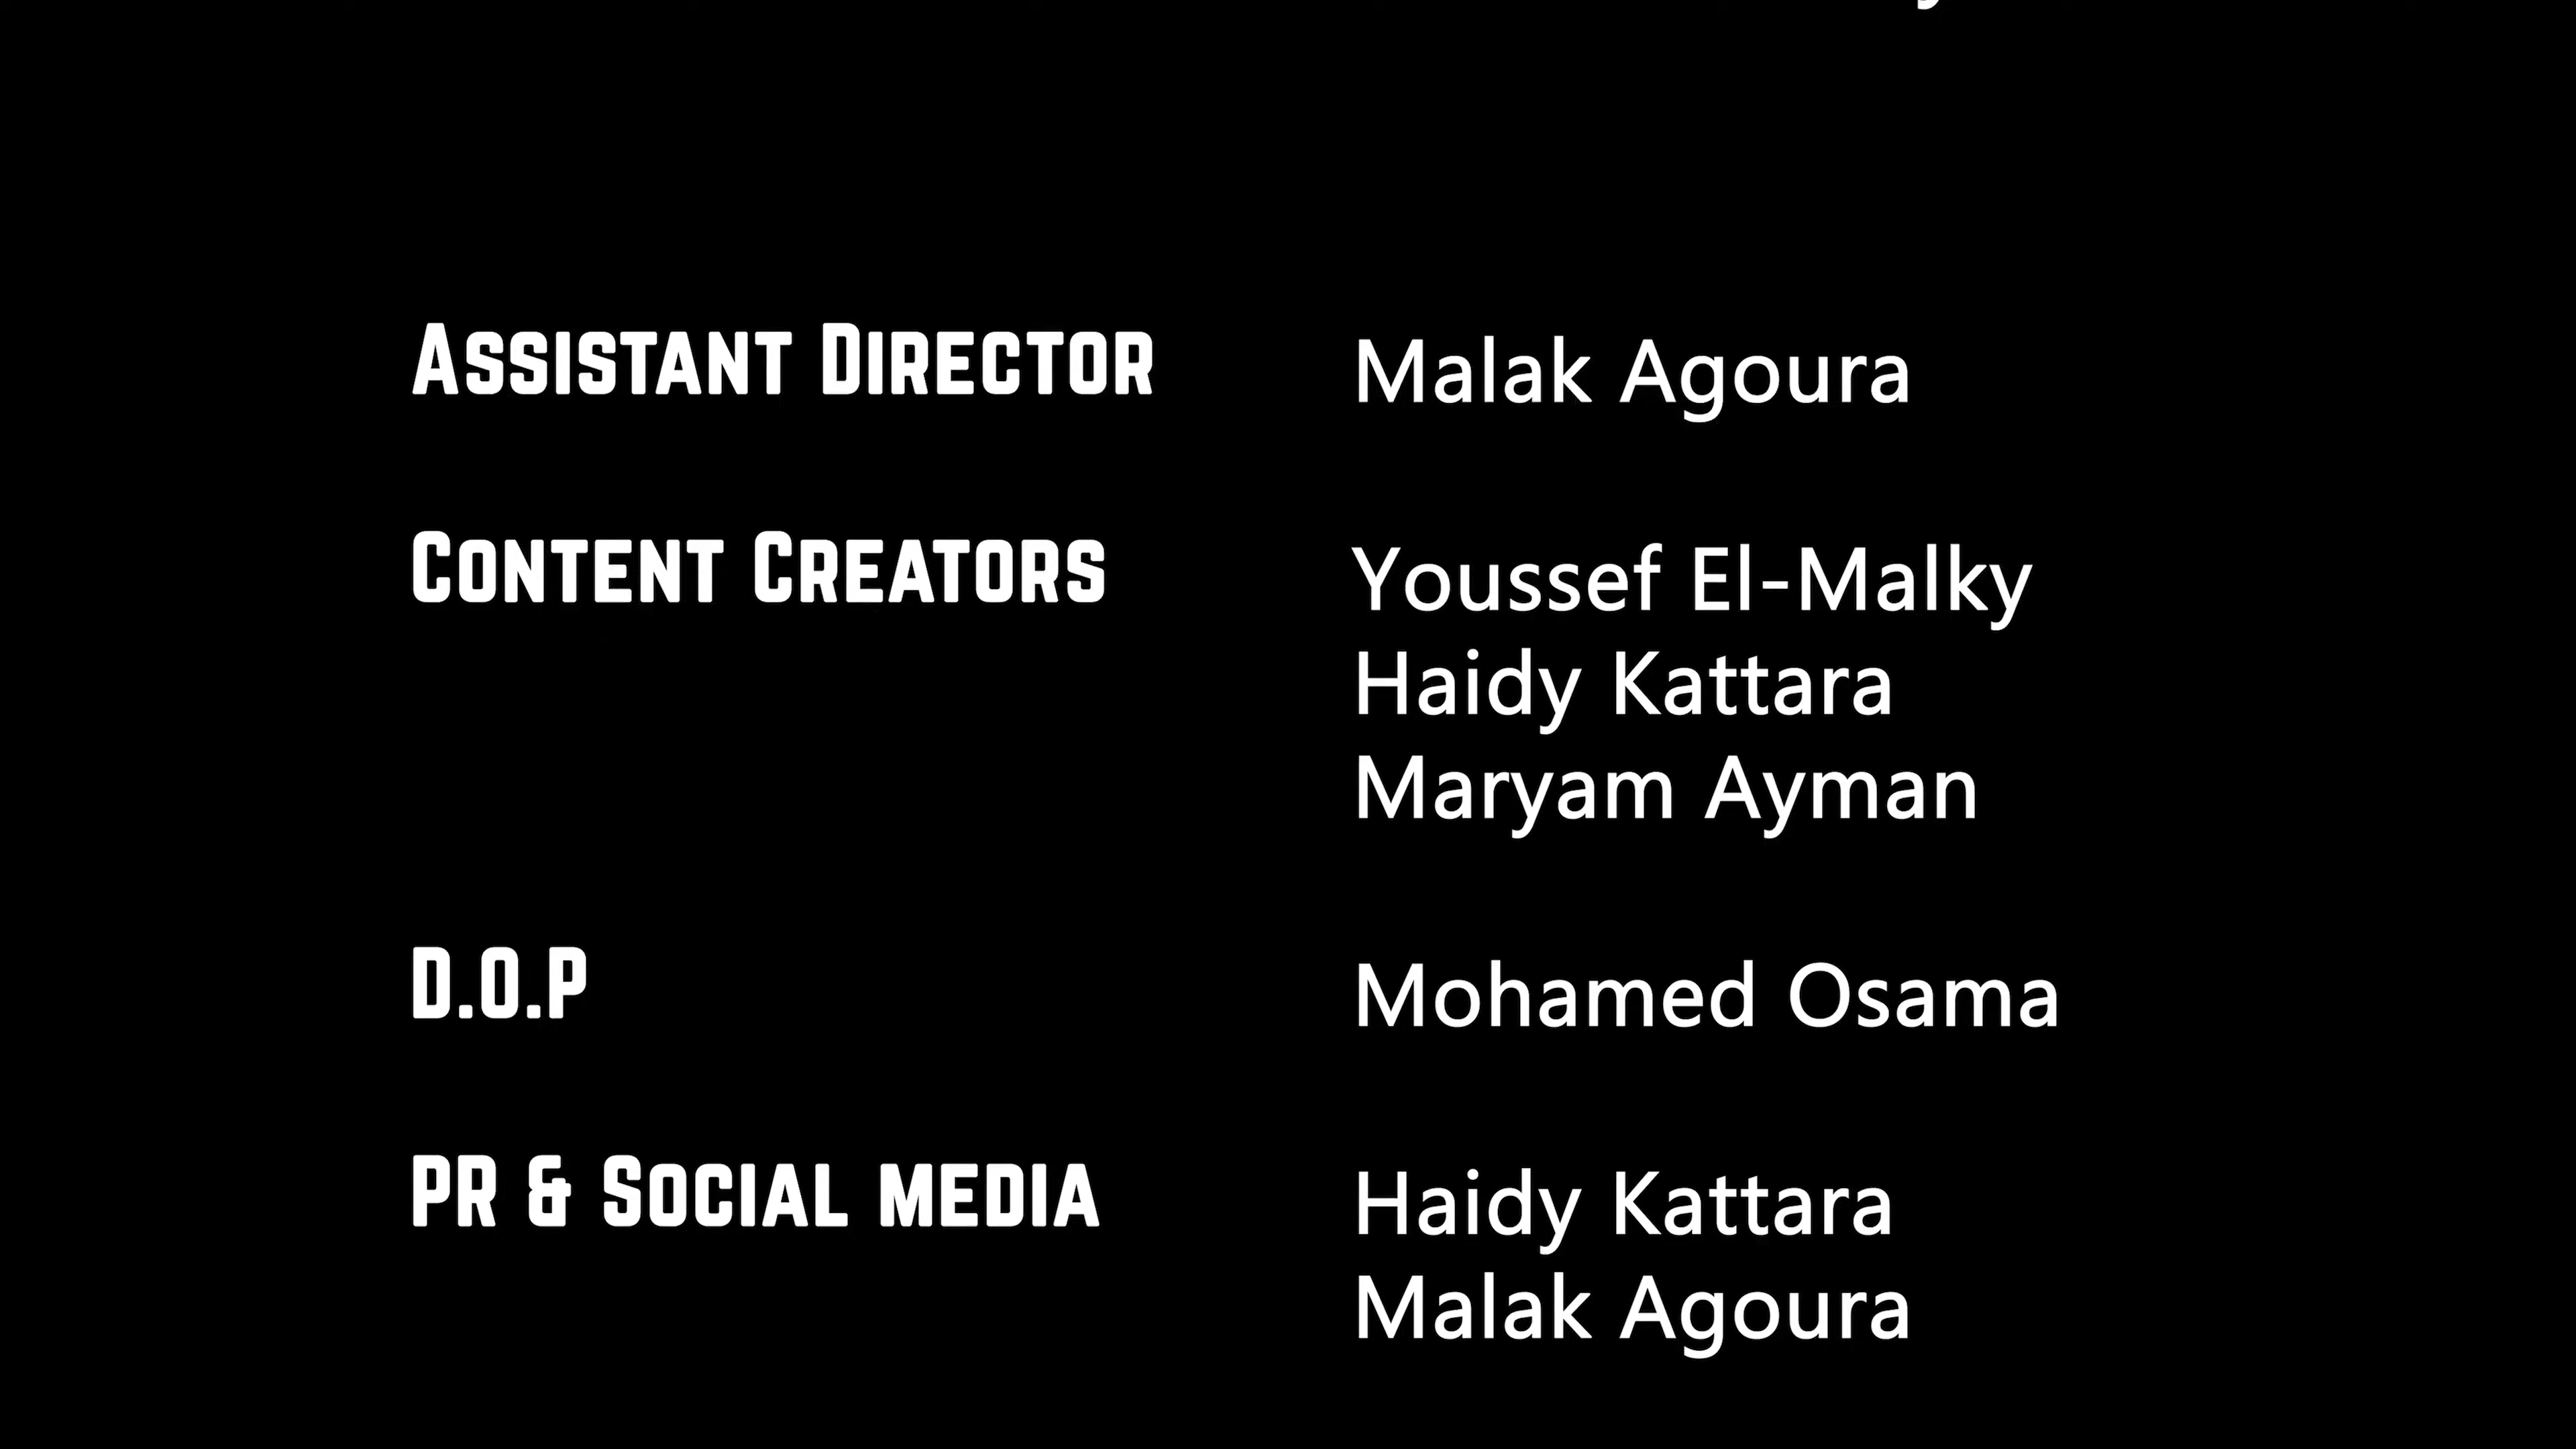 Assistant Director Malak Agoura
Content Creators Youssef El-Malky
Haidy Kattara
Maryam Ayman
D.O.P Mohamed Osama
PR & Social media Haidy Kattara
Malak Agoura